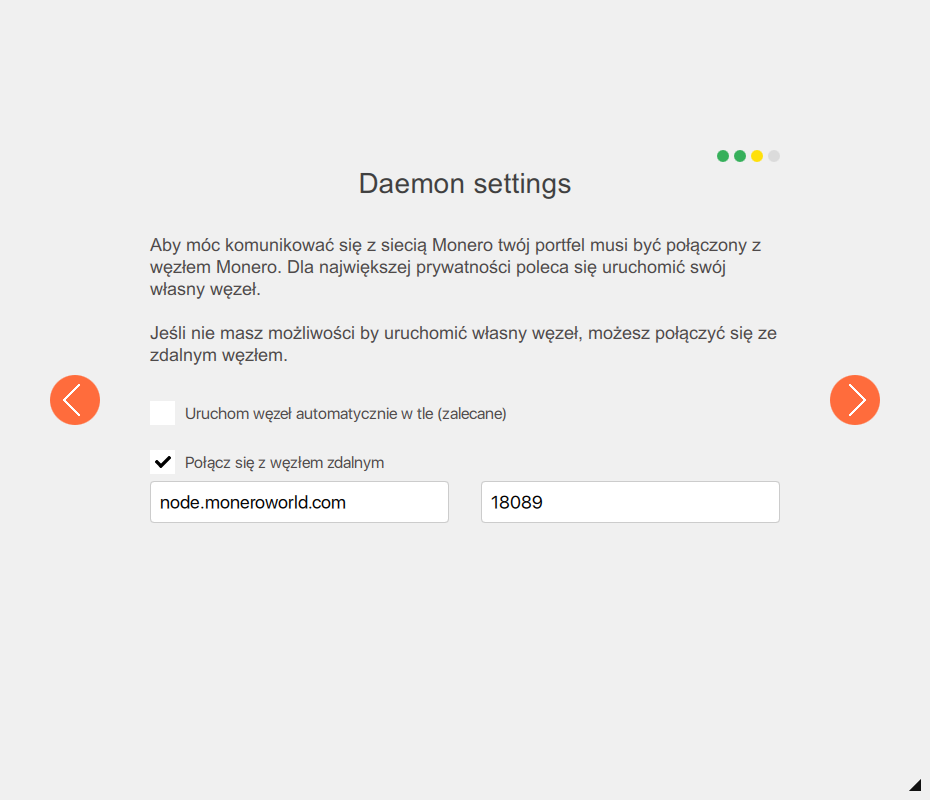 Daemon settings
Aby móc komunikować się z siecią Monero twój portfel musi być połączony z
węzłem Monero. Dla największej prywatności poleca się uruchomić swój
własny węzeł.
Jeśli nie masz możliwości by uruchomić własny węzeł, możesz połączyć się ze
zdalnym węzłem.
Uruchom węzeł automatycznie w tle (zalecane)
Połącz się z węzłem zdalnym
node.moneroworld.com
18089